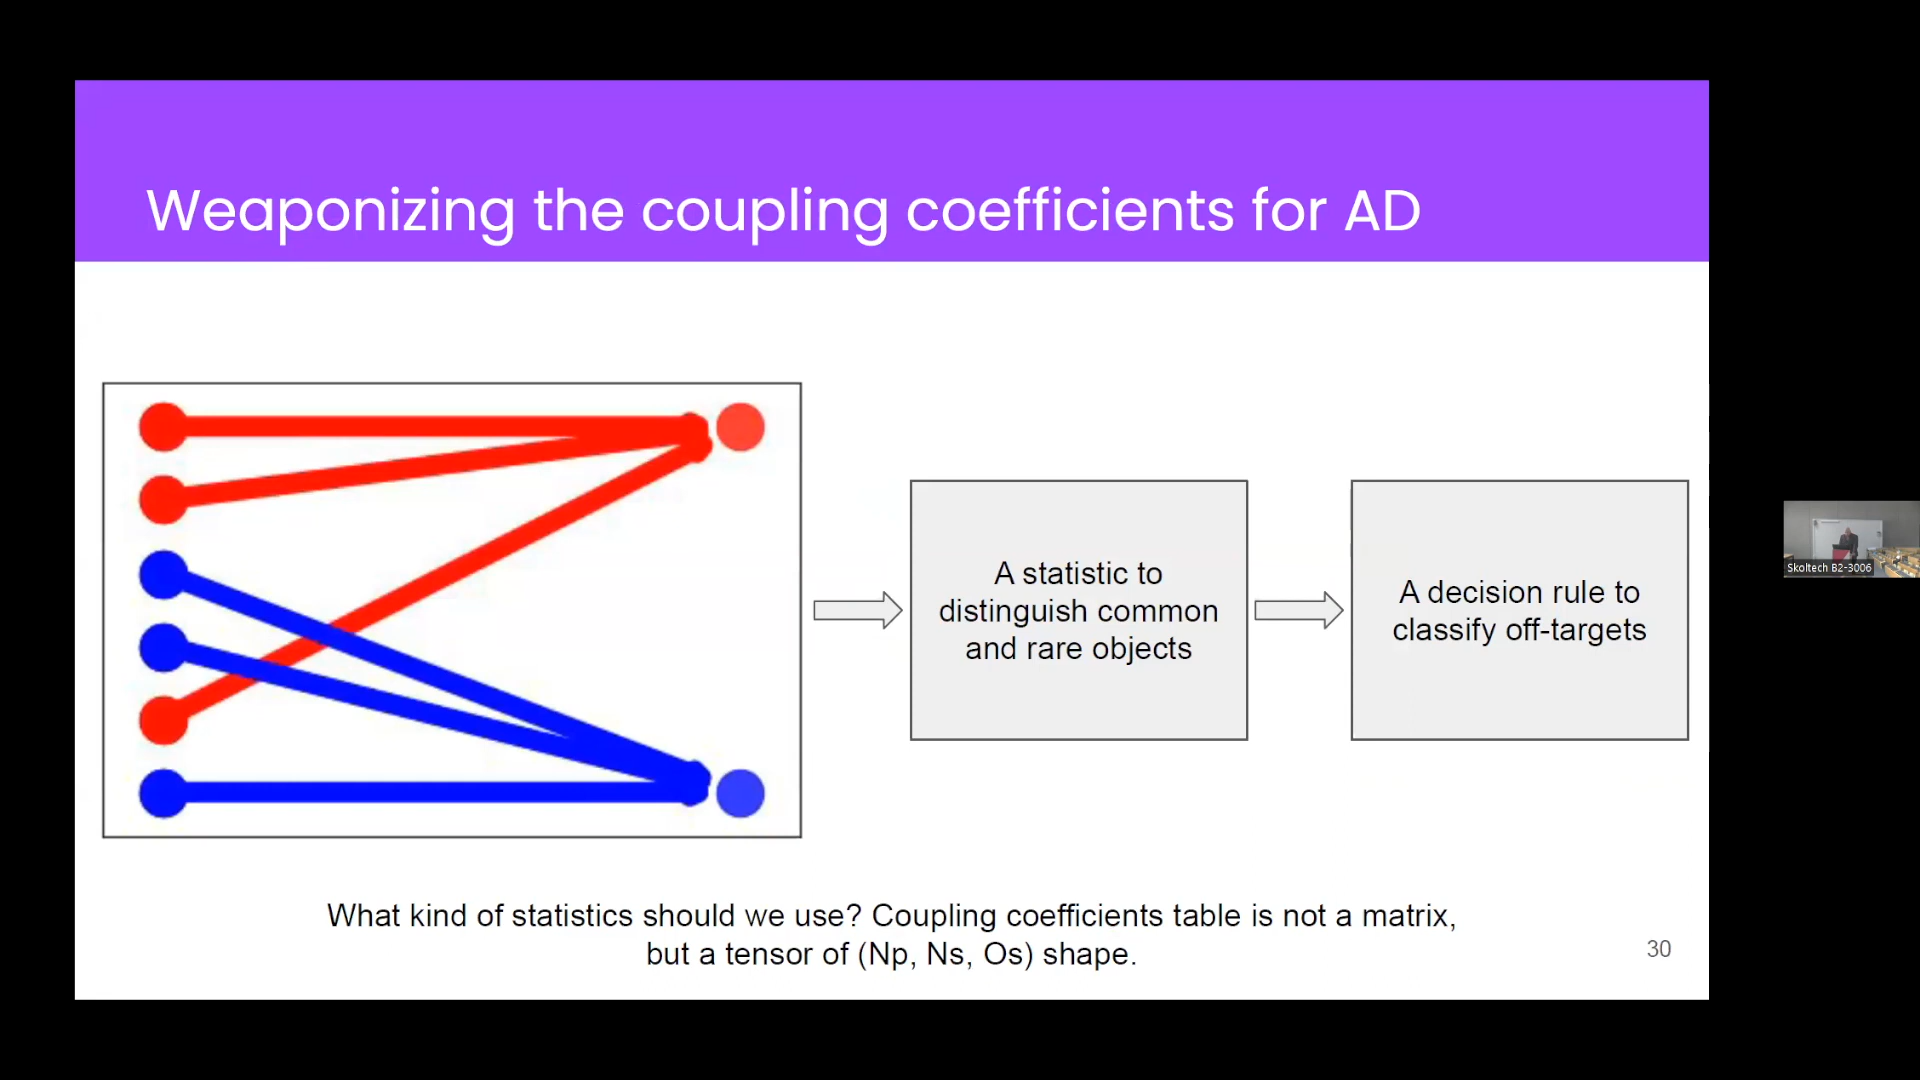 Weaponizing the coupling coefficients for AD
A statistic to
distinguish common
and rare objects
A decision rule to
classify off-targets
What kind of statistics should we use? Coupling coefficients table is not a matrix,
but a tensor of (Np, Ns, Os) shape.
30
Skoltech B2-3006